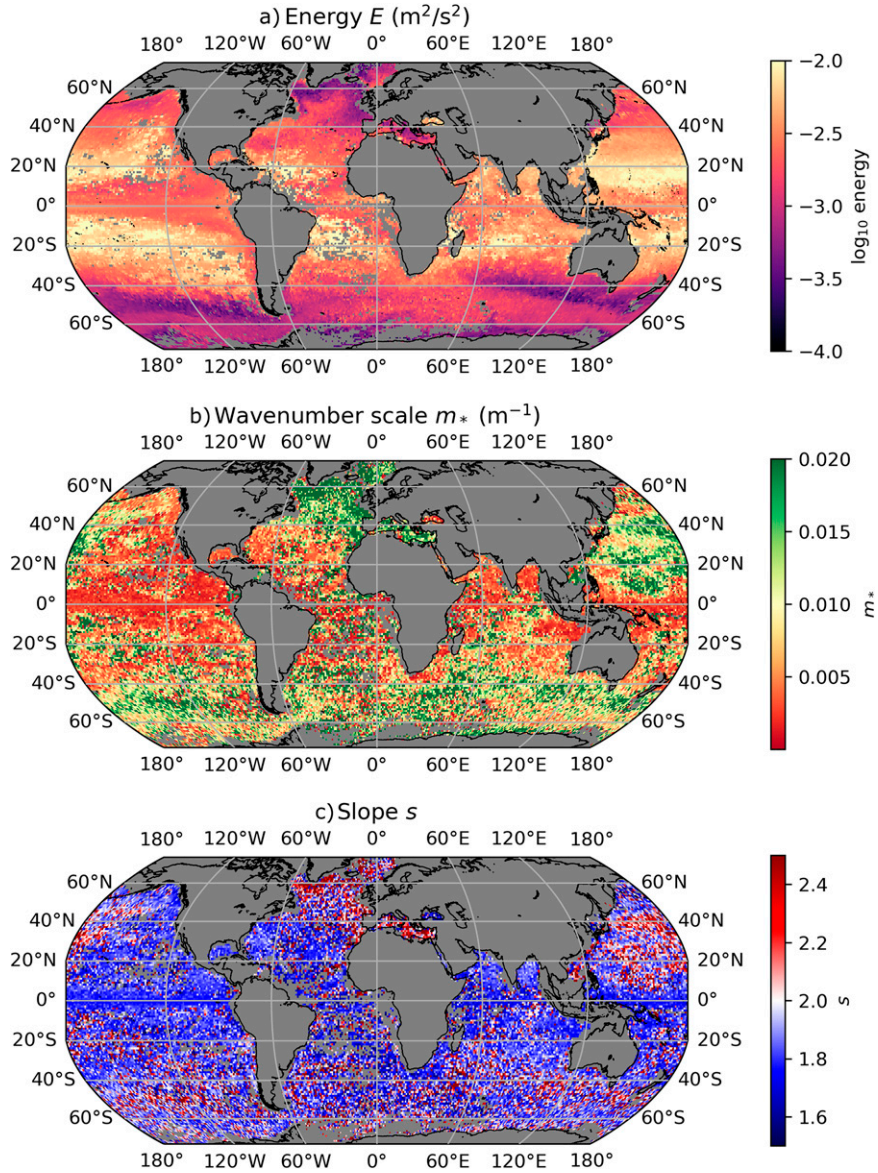 a) Energy E (m²/s²)
180° 120°W 60°W 0° 60°E 120°E 180°
60°N 60°N
40°N 40°N
20°N 20°N
0° 0°
20°S 20°S
40°S 40°S
60°S 60°S
180° 120°W 60°W 0° 60°E 120°E 180°
−2.0
−2.5
−3.0
−3.5
−4.0
log₁₀ energy
b) Wavenumber scale m* (m⁻¹)
180° 120°W 60°W 0° 60°E 120°E 180°
60°N 60°N
40°N 40°N
20°N 20°N
0° 0°
20°S 20°S
40°S 40°S
60°S 60°S
180° 120°W 60°W 0° 60°E 120°E 180°
0.020
0.015
0.010
0.005
m*
c) Slope s
180° 120°W 60°W 0° 60°E 120°E 180°
60°N 60°N
40°N 40°N
20°N 20°N
0° 0°
20°S 20°S
40°S 40°S
60°S 60°S
180° 120°W 60°W 0° 60°E 120°E 180°
2.4
2.2
2.0
1.8
1.6
s